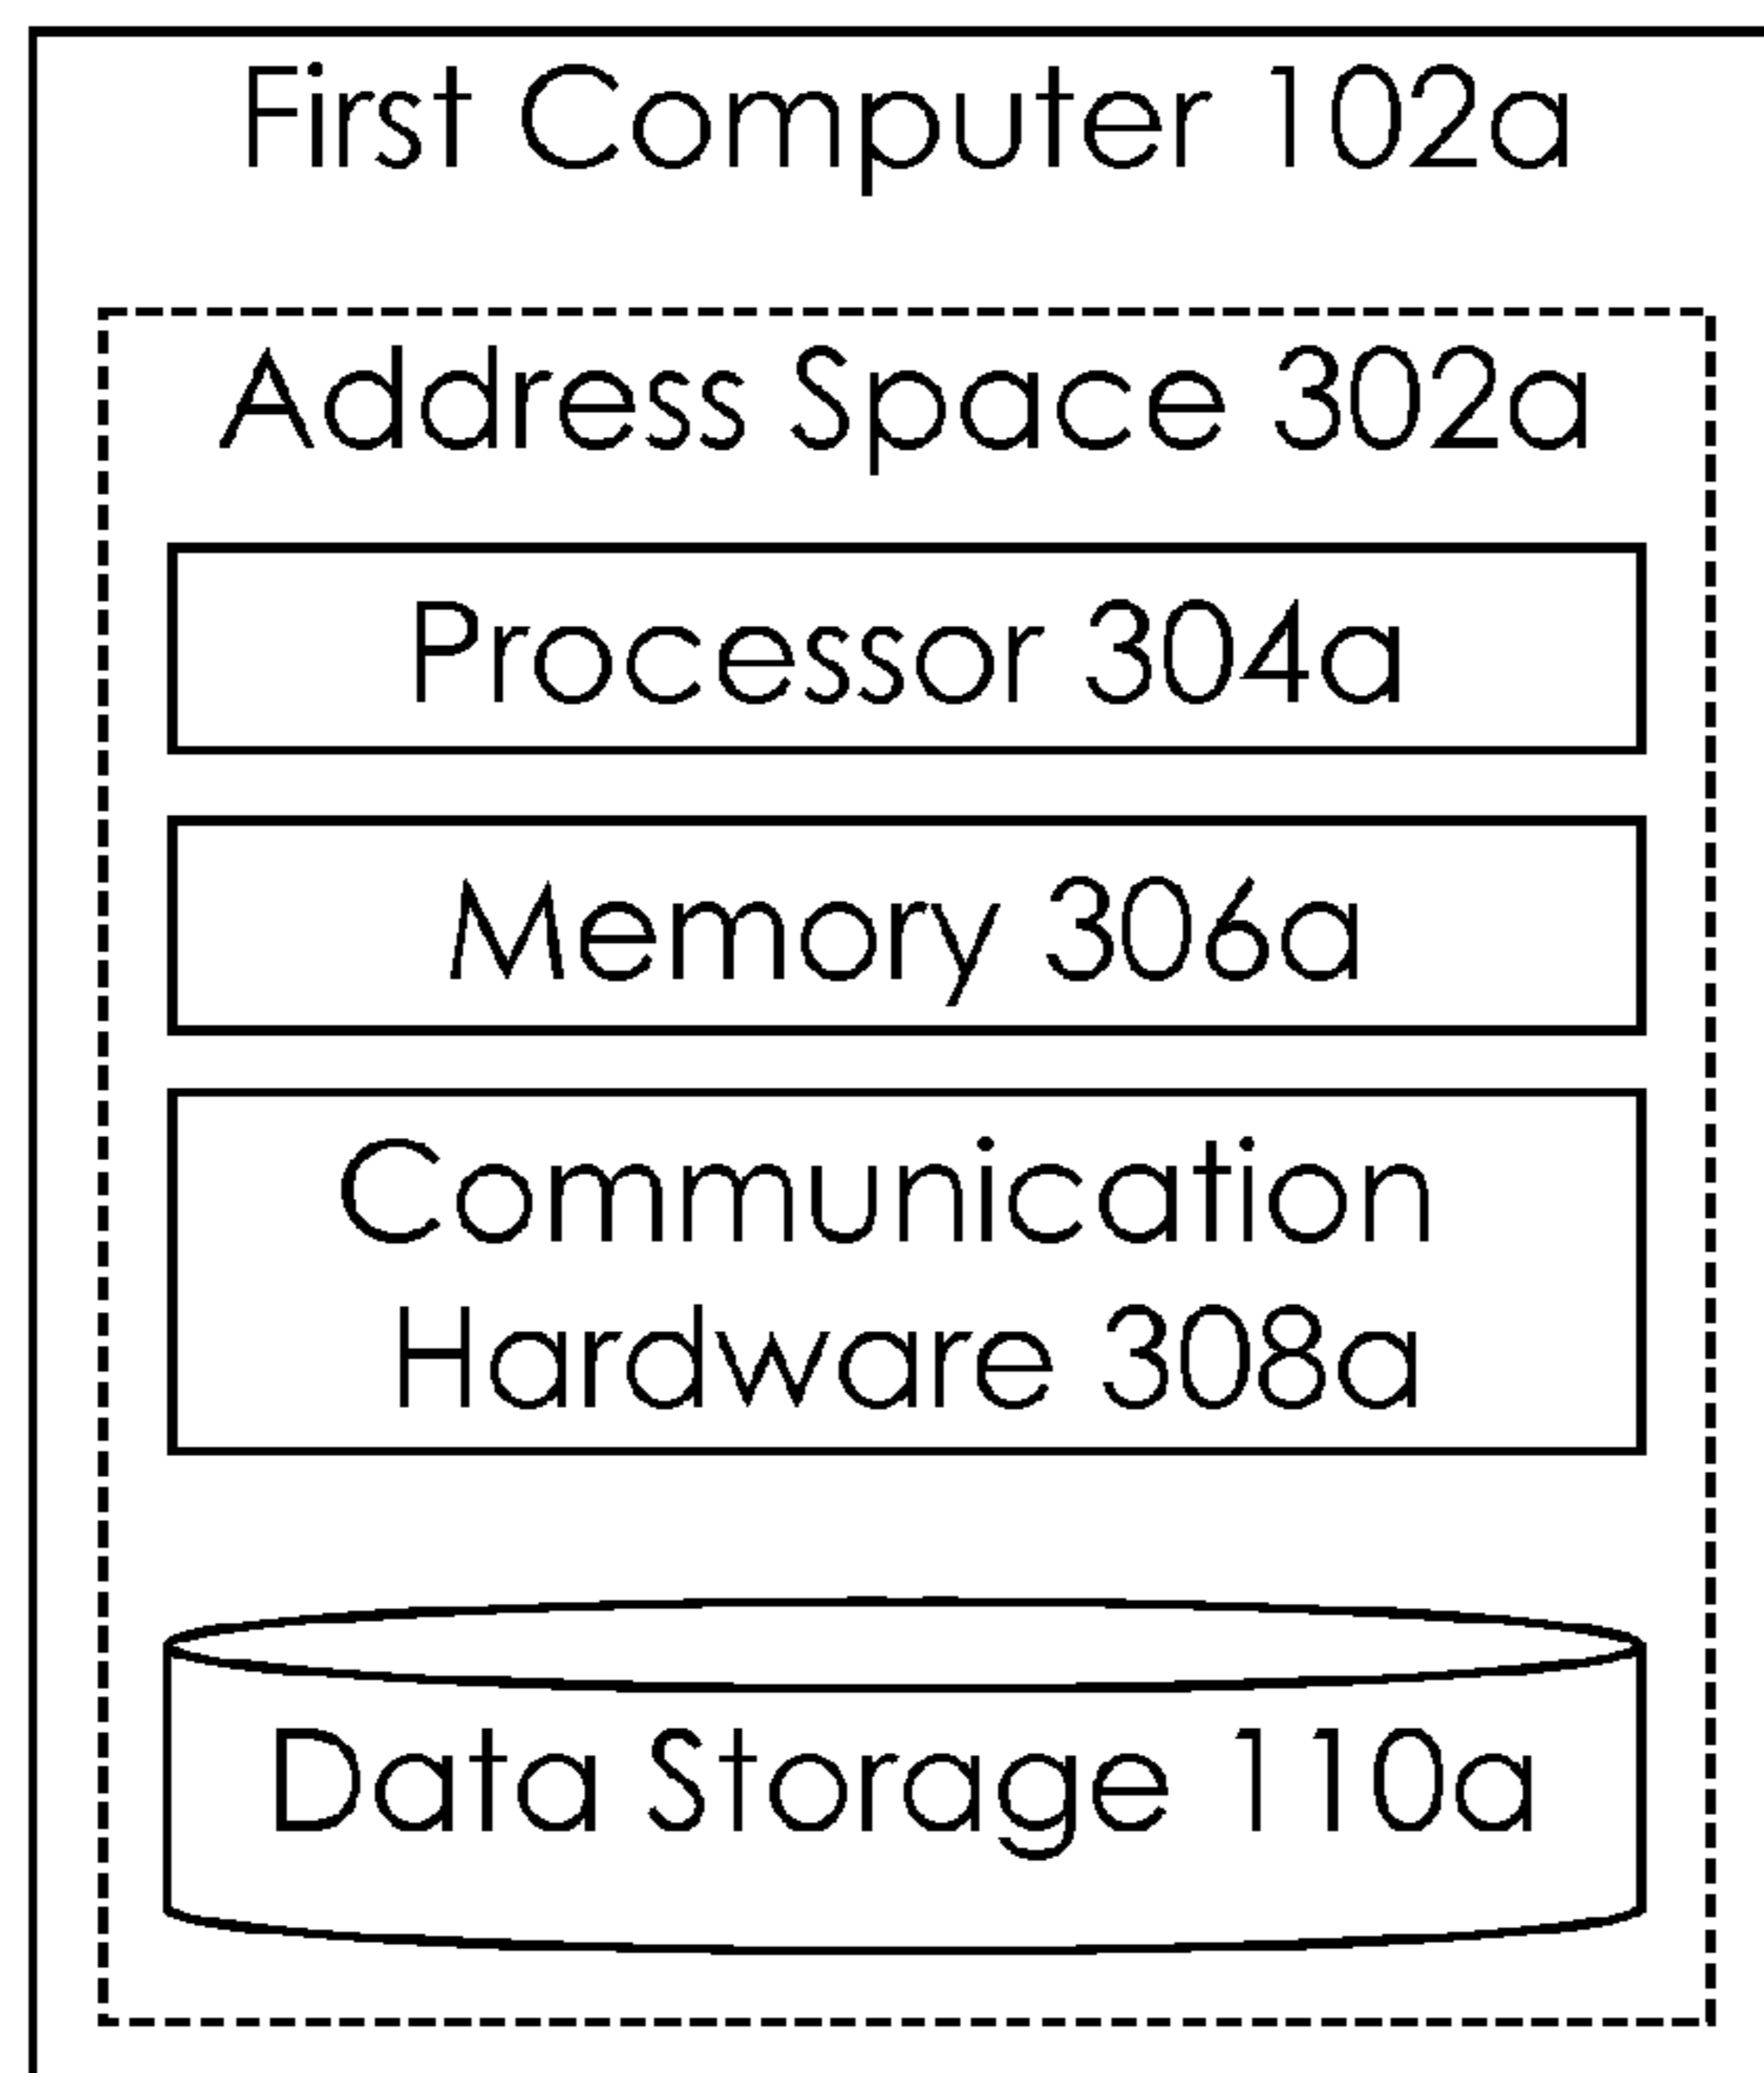 First Computer 102a
Address Space 302a
Processor 304a
Memory 306a
Communication
Hardware 308a
Data Storage 110a